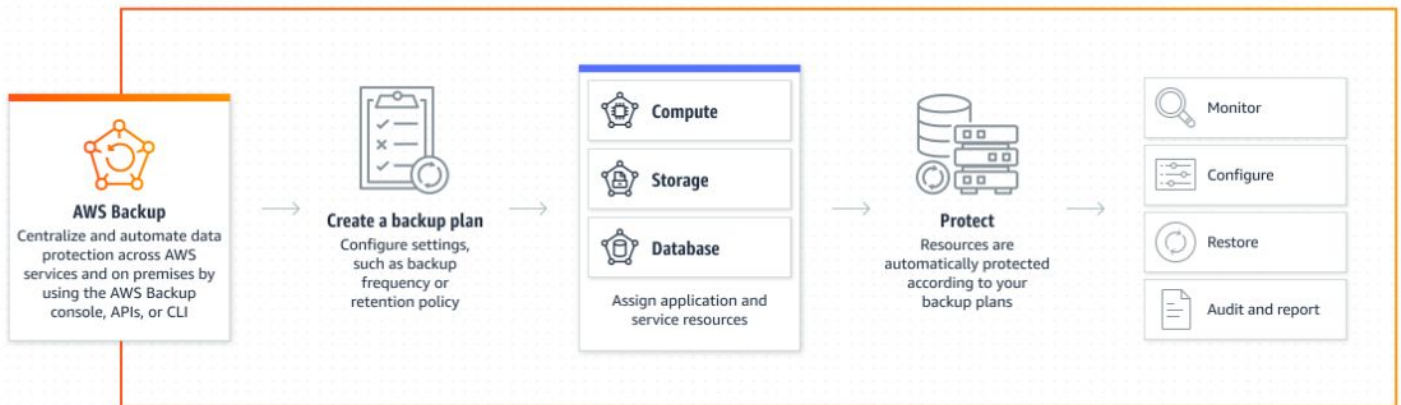 AWS Backup
Centralize and automate data
protection across AWS
services and on premises by
using the AWS Backup
console, APIs, or CLI
Create a backup plan
Configure settings,
such as backup
frequency or
retention policy
Compute
Storage
Database
Assign application and
service resources
Protect
Resources are
automatically protected
according to your
backup plans
Monitor
Configure
Restore
Audit and report